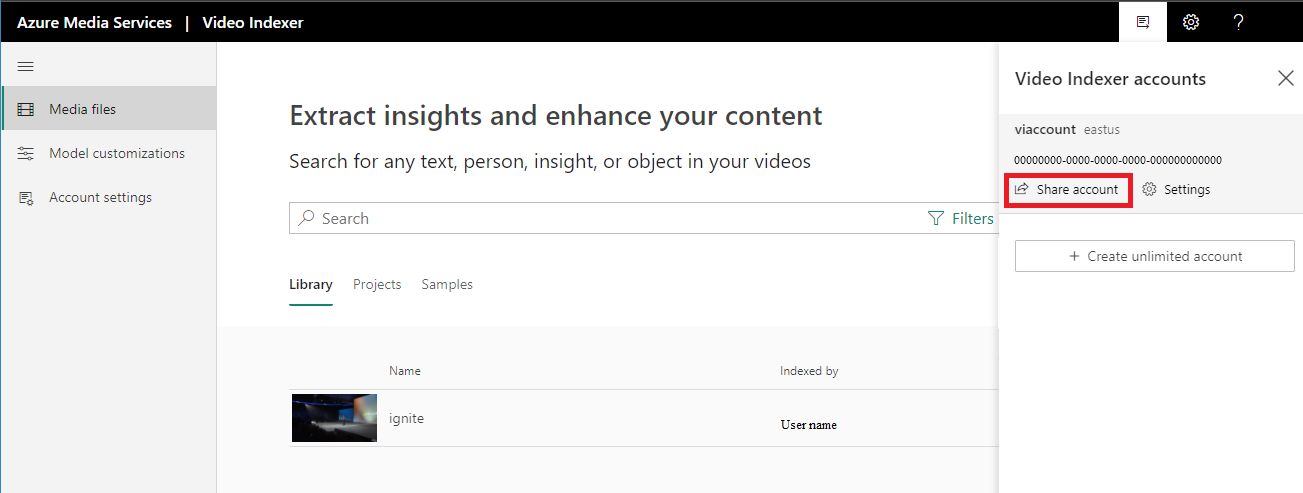 Azure Media Services | Video Indexer
?
Media files
Model customizations
Account settings
Extract insights and enhance your content
Search for any text, person, insight, or object in your videos
Search
Filters
Library Projects Samples
Name Indexed by
ignite User name
Video Indexer accounts
viaccount eastus
00000000-0000-0000-0000-000000000000
Share account Settings
+ Create unlimited account